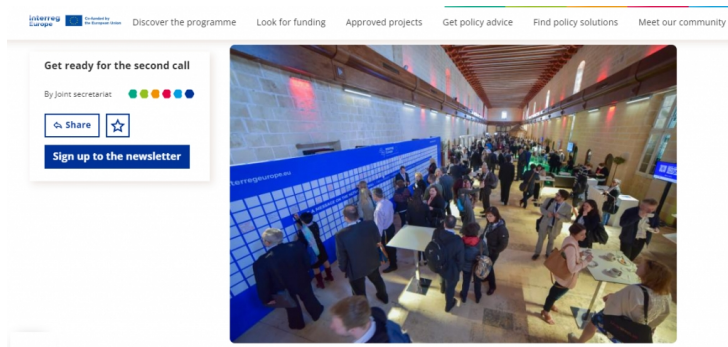 interreg Europe
Co-funded by the European Union
Discover the programme
Look for funding
Approved projects
Get policy advice
Find policy solutions
Meet our community
Get ready for the second call
By Joint secretariat
Share
Sign up to the newsletter
interregeurope.eu